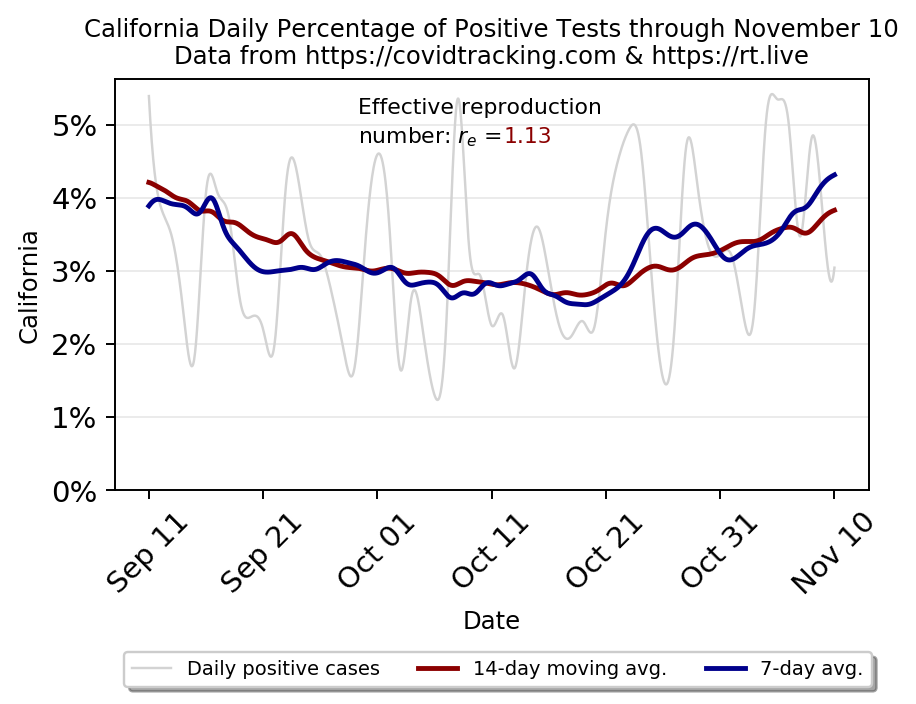 California Daily Percentage of Positive Tests through November 10
Data from https://covidtracking.com & https://rt.live
Effective reproduction
number: rₑ =1.13
5%
4%
3%
2%
1%
0%
California
Sep 11
Sep 21
Oct 01
Oct 11
Oct 21
Oct 31
Nov 10
Date
Daily positive cases
14-day moving avg.
7-day avg.